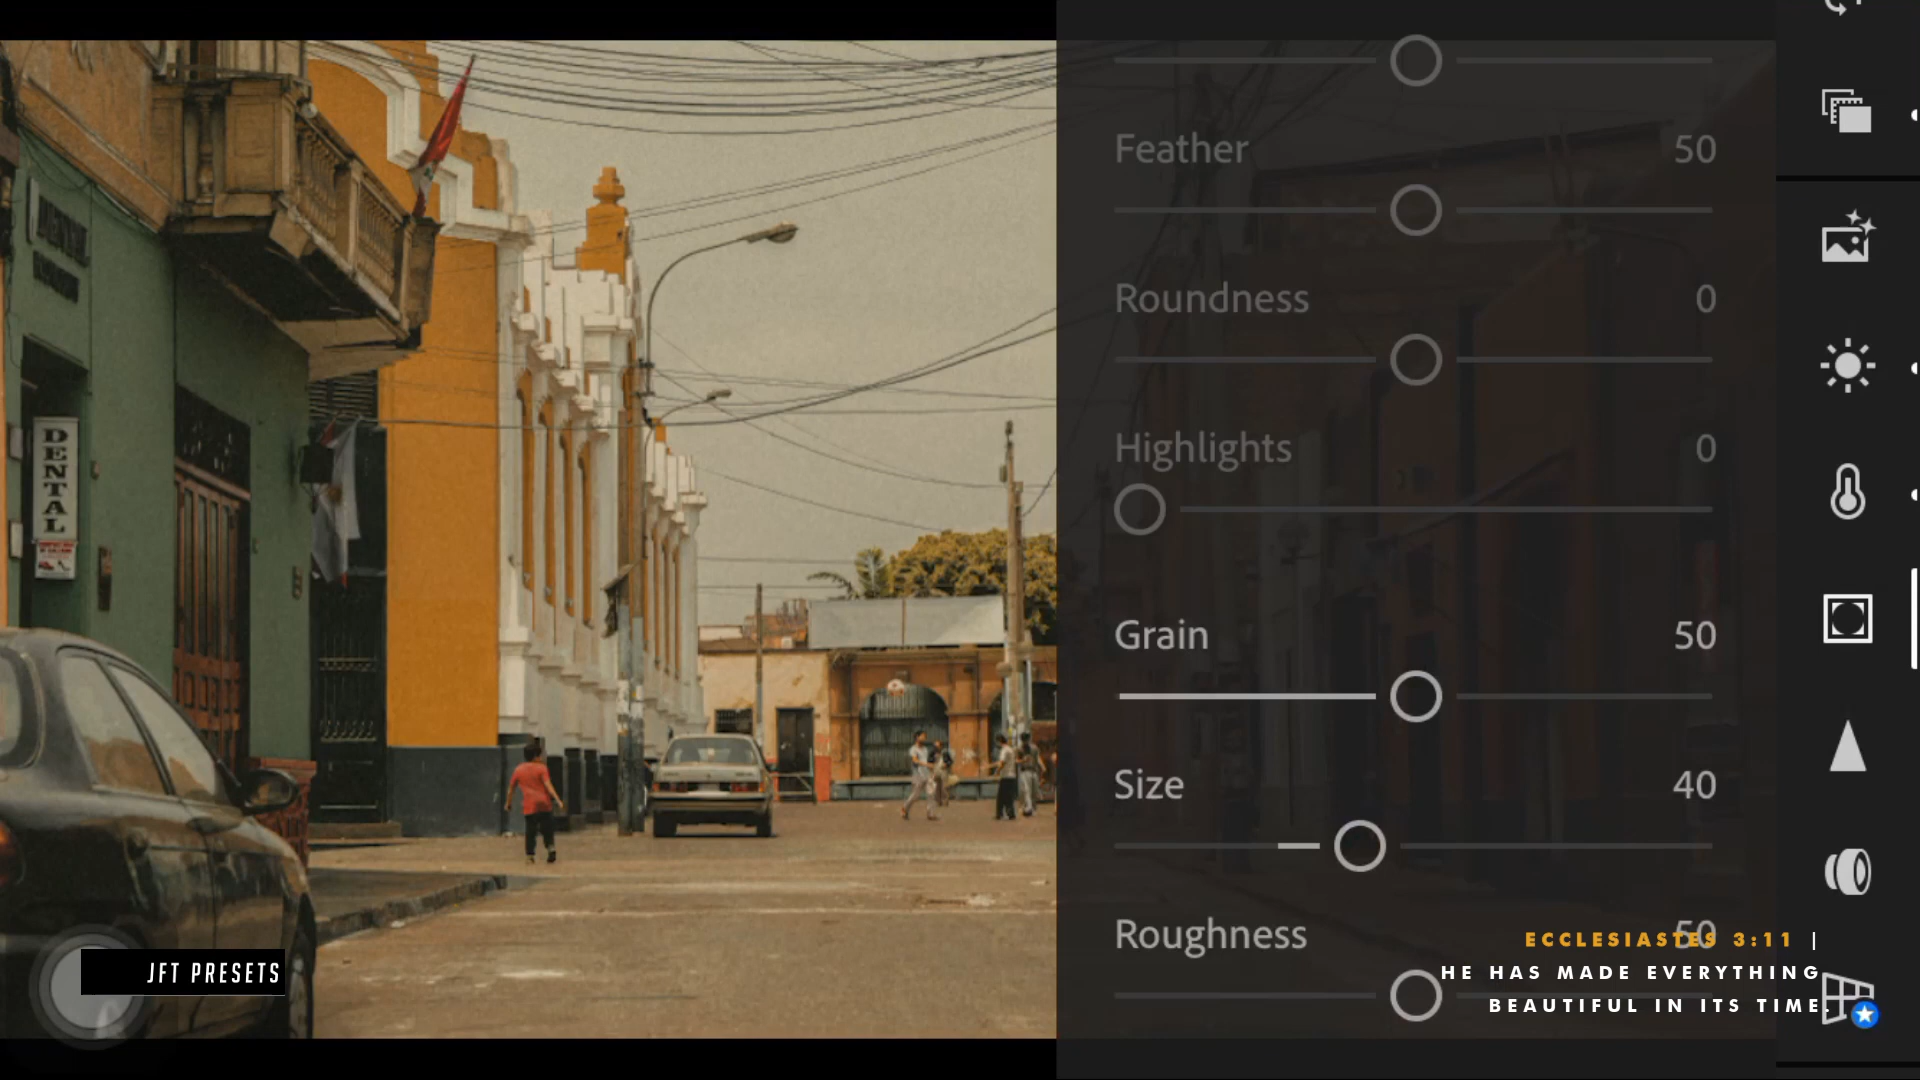 Feather 50
Roundness 0
Highlights 0
Grain 50
Size 40
Roughness 50
DENTAL
JFT PRESETS
ECCLESIASTES 3:11 |
HE HAS MADE EVERYTHING
BEAUTIFUL IN ITS TIME.